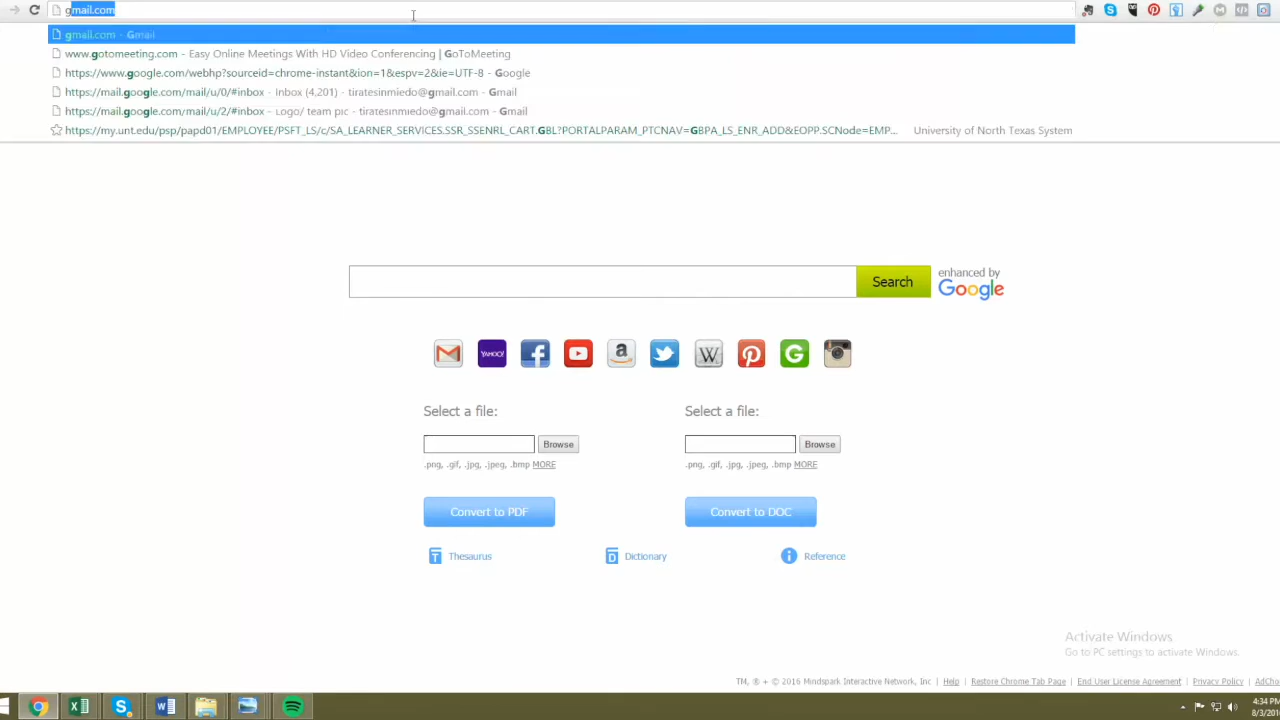 gmail.com
gmail.com - Gmail
www.gotomeeting.com - Easy Online Meetings With HD Video Conferencing | GoToMeeting
https://www.google.com/webhp?sourceid=chrome-instant&ion=1&espv=2&ie=UTF-8 - Google
https://mail.google.com/mail/u/0/#inbox - Inbox (4,201) - tiratesinmiedo@gmail.com - Gmail
https://mail.google.com/mail/u/2/#inbox - Logo/ team pic - tiratesinmiedo@gmail.com - Gmail
https://my.unt.edu/psp/papd01/EMPLOYEE/PSFT_LS/c/SA_LEARNER_SERVICES.SSR_SSENRL_CART.GBL?PORTALPARAM_PTCNAV=GBPA_LS_ENR_ADD&EOPP.SCNode=EMP... University of North Texas System
Search
enhanced by
Google
YAHOO!
Select a file: Select a file:
Browse Browse
.png, .gif, .jpg, .jpeg, .bmp MORE .png, .gif, .jpg, .jpeg, .bmp MORE
Convert to PDF Convert to DOC
Thesaurus Dictionary Reference
Activate Windows
Go to PC settings to activate Windows.
TM, ® + © 2016 Mindspark Interactive Network, Inc Help Restore Chrome Tab Page End User License Agreement Privacy Policy AdCho
4:34 PM
8/3/201